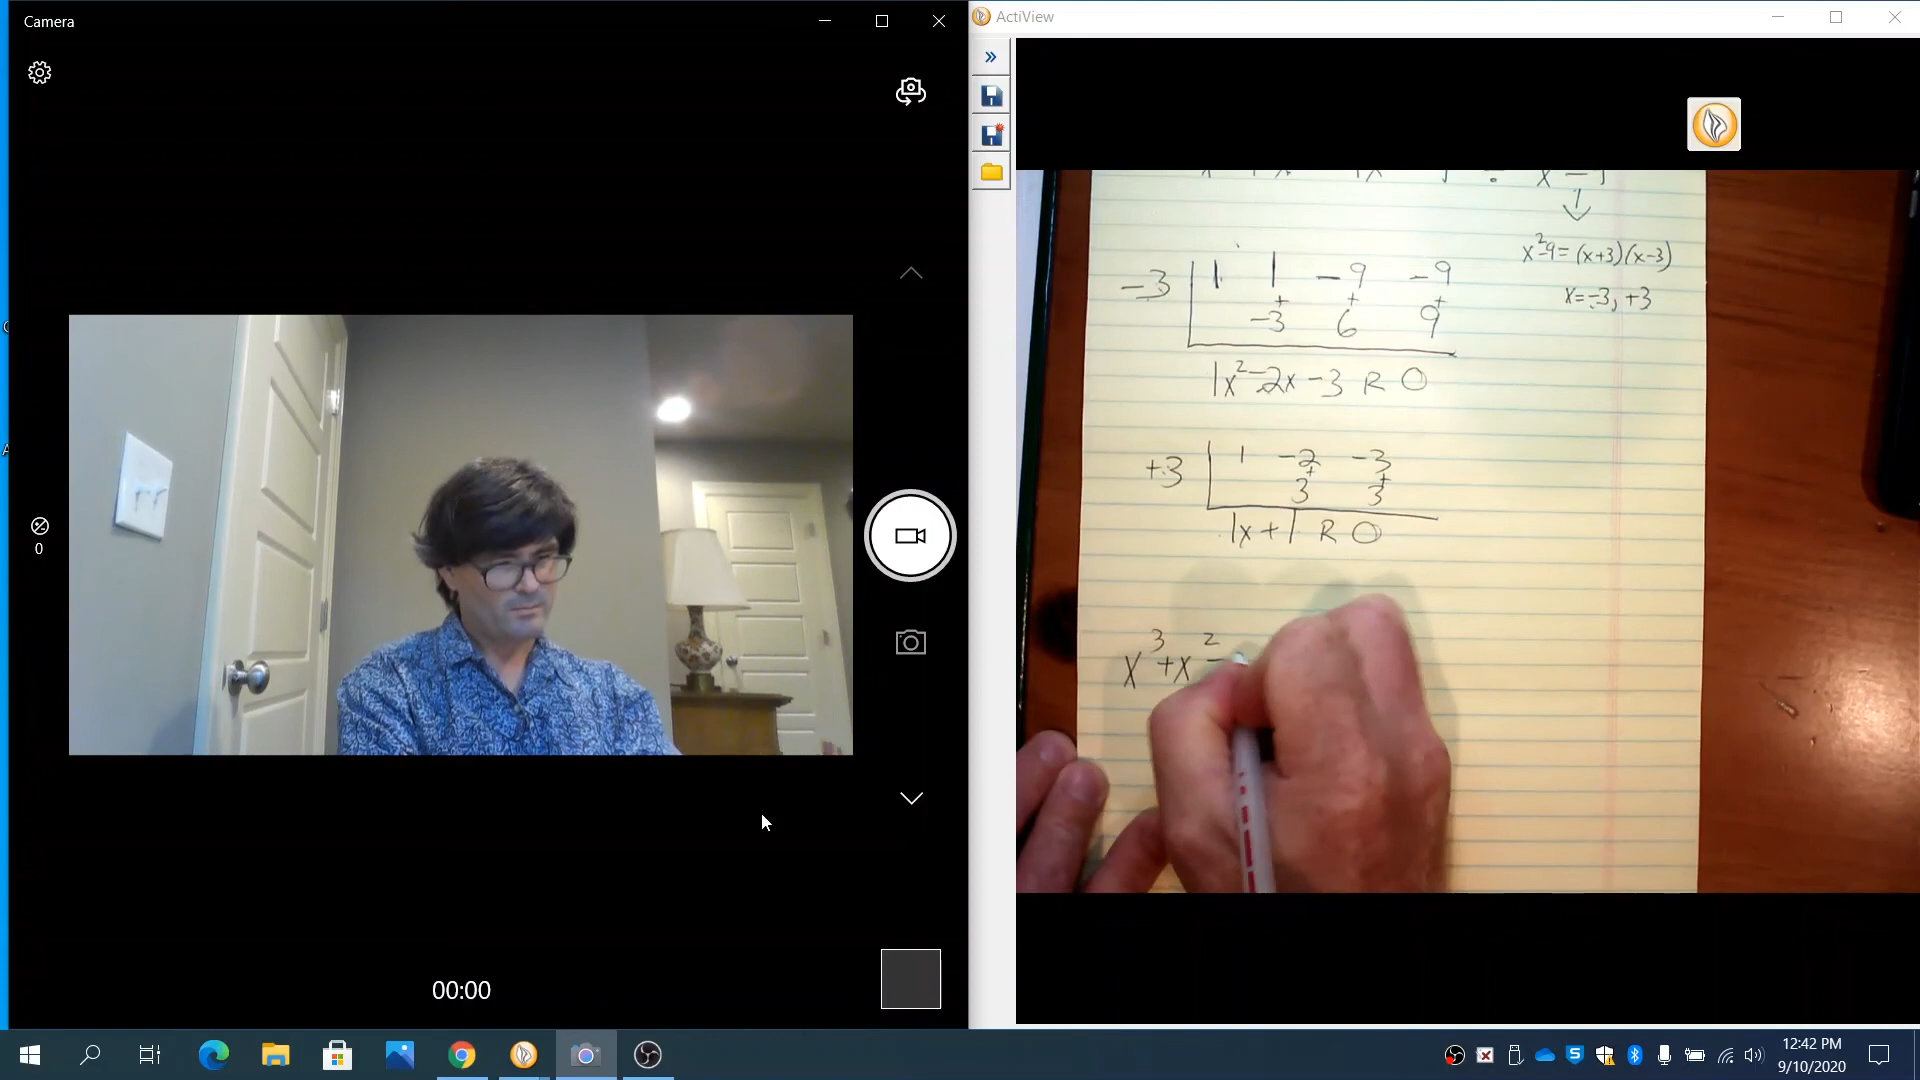 Camera
ActiView
x²-9=(x+3)(x-3)
x=-3, +3
-3 | 1 1 -9 -9
+ + +
-3 6 9
1x²-2x-3 R 0
+3 | 1 -2 -3
+ +
3 3
1x+1 R 0
x³+x²-
0
00:00
12:42 PM
9/10/2020